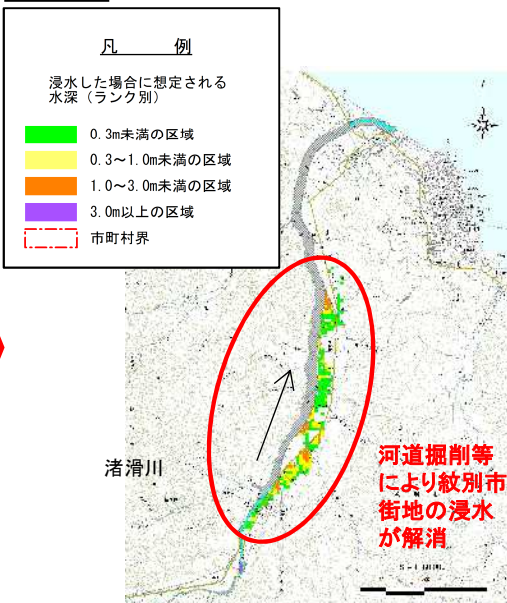 凡　例
浸水した場合に想定される
水深（ランク別）
0.3m未満の区域
0.3～1.0m未満の区域
1.0～3.0m未満の区域
3.0m以上の区域
市町村界
渚滑川
河道掘削等
により紋別市
街地の浸水
が解消